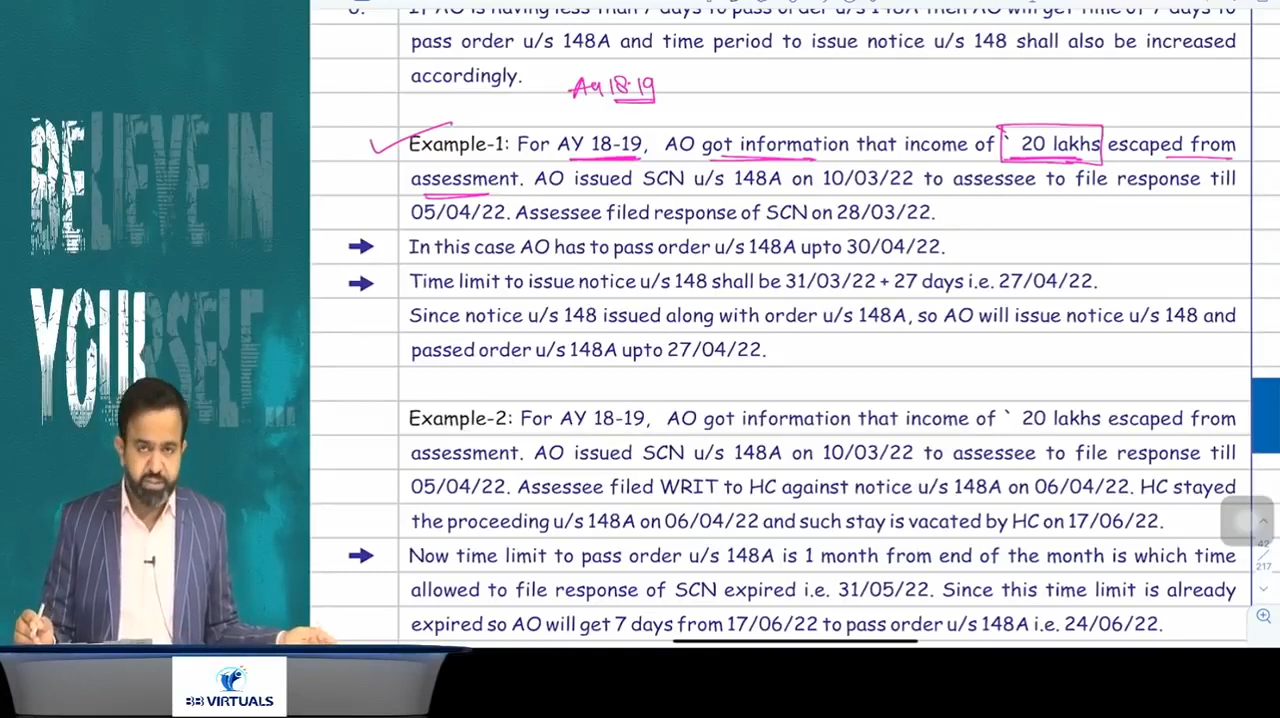 BELIEVE IN
YOURSELF...
pass order u/s 148A and time period to issue notice u/s 148 shall also be increased
accordingly.
Ay 18-19
Example-1: For AY 18-19, AO got information that income of ` 20 lakhs escaped from
assessment. AO issued SCN u/s 148A on 10/03/22 to assessee to file response till
05/04/22. Assessee filed response of SCN on 28/03/22.
In this case AO has to pass order u/s 148A upto 30/04/22.
Time limit to issue notice u/s 148 shall be 31/03/22 + 27 days i.e. 27/04/22.
Since notice u/s 148 issued along with order u/s 148A, so AO will issue notice u/s 148 and
passed order u/s 148A upto 27/04/22.
Example-2: For AY 18-19, AO got information that income of ` 20 lakhs escaped from
assessment. AO issued SCN u/s 148A on 10/03/22 to assessee to file response till
05/04/22. Assessee filed WRIT to HC against notice u/s 148A on 06/04/22. HC stayed
the proceeding u/s 148A on 06/04/22 and such stay is vacated by HC on 17/06/22.
Now time limit to pass order u/s 148A is 1 month from end of the month is which time
allowed to file response of SCN expired i.e. 31/05/22. Since this time limit is already
expired so AO will get 7 days from 17/06/22 to pass order u/s 148A i.e. 24/06/22.
42
217
BB VIRTUALS